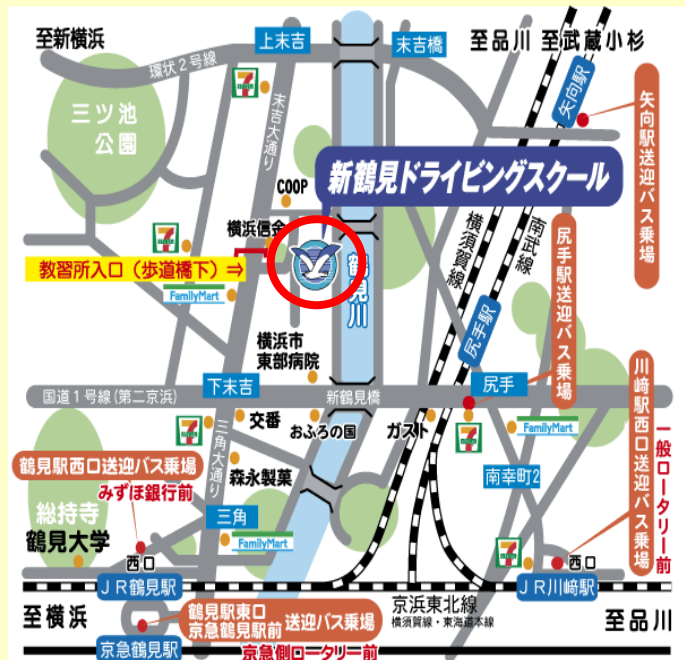 至新横浜
上末吉
末吉橋
至品川
至武蔵小杉
環状2号線
矢向駅
三ツ池
公園
末吉大通り
矢向駅送迎バス乗場
COOP
新鶴見ドライビングスクール
横浜信金
横須賀線
南武線
教習所入口(歩道橋下)⇒
鶴見川
FamilyMart
尻手駅
尻手駅送迎バス乗場
横浜市
東部病院
川崎駅西口送迎バス乗場
一般ロータリー前
国道1号線(第二京浜)
下末吉
新鶴見橋
尻手
交番
おふろの国
ガスト
FamilyMart
三角大通り
鶴見駅西口送迎バス乗場
みずほ銀行前
森永製菓
南幸町2
総持寺
鶴見大学
三角
FamilyMart
西口
西口
JR鶴見駅
京浜東北線
横須賀線・東海道本線
JR川崎駅
至横浜
鶴見駅東口
京急鶴見駅前
送迎バス乗場
至品川
京急鶴見駅
京急側ロータリー前